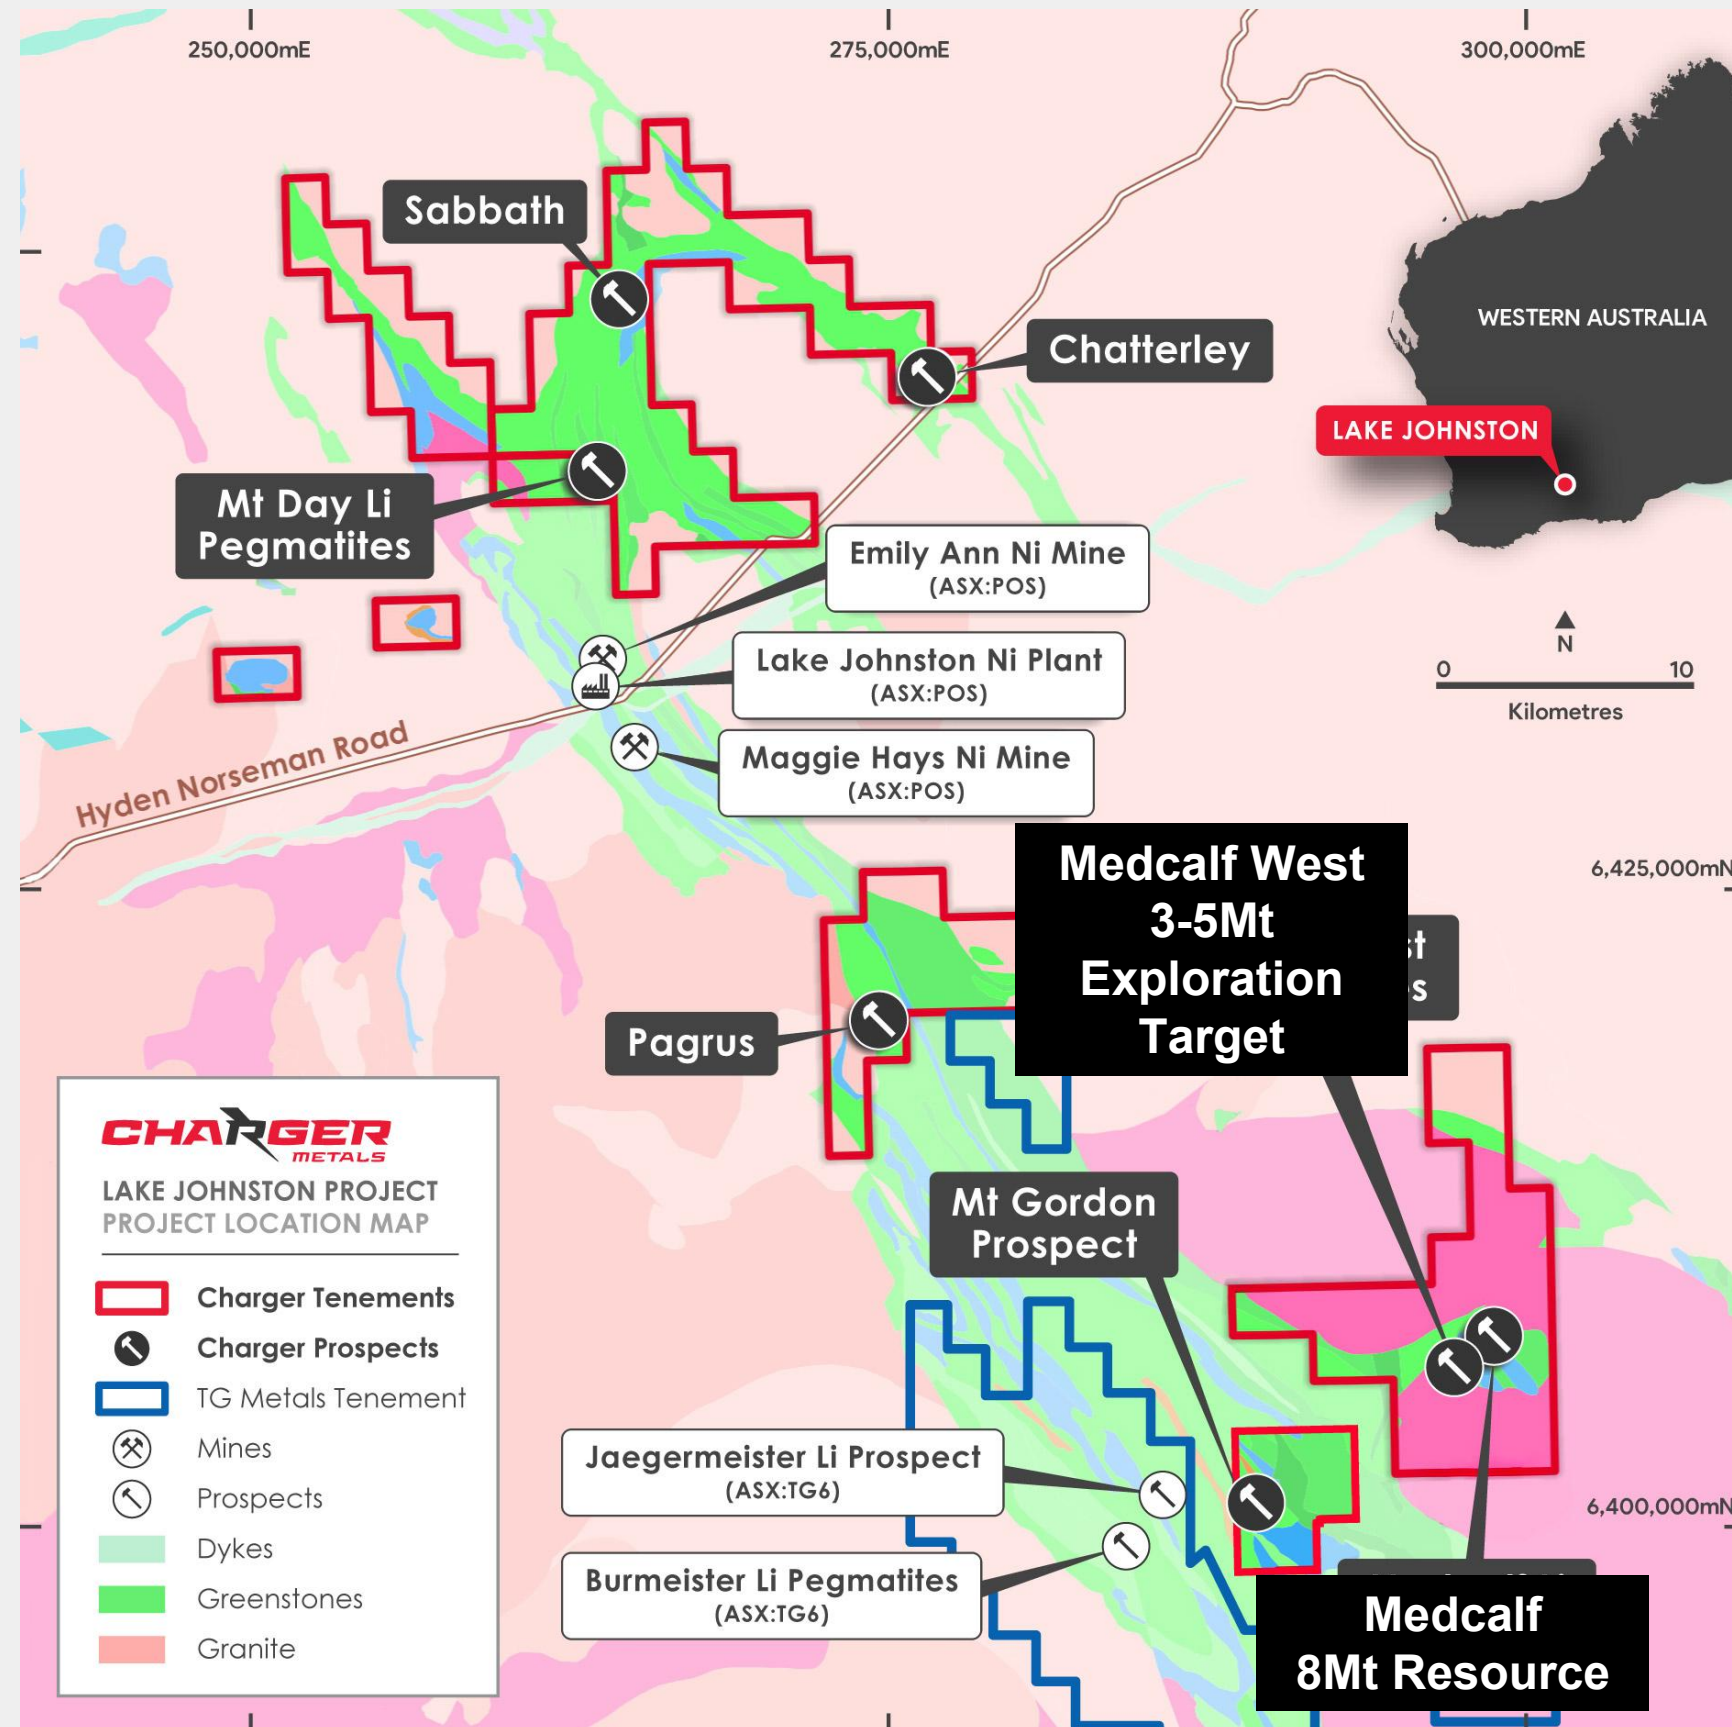 250,000mE
275,000mE
300,000mE
Sabbath
Chatterley
WESTERN AUSTRALIA
LAKE JOHNSTON
Mt Day Li
Pegmatites
Emily Ann Ni Mine
(ASX:POS)
N
Lake Johnston Ni Plant
(ASX:POS)
0
10
Kilometres
Maggie Hays Ni Mine
(ASX:POS)
Hyden Norseman Road
6,425,000mN
Medcalf West
3-5Mt
Exploration
Target
st
s
Pagrus
Mt Gordon
Prospect
CHARGER
METALS
LAKE JOHNSTON PROJECT
PROJECT LOCATION MAP
Charger Tenements
Charger Prospects
TG Metals Tenement
Mines
Prospects
Dykes
Greenstones
Granite
Jaegermeister Li Prospect
(ASX:TG6)
Burmeister Li Pegmatites
(ASX:TG6)
6,400,000mN
Medcalf
8Mt Resource